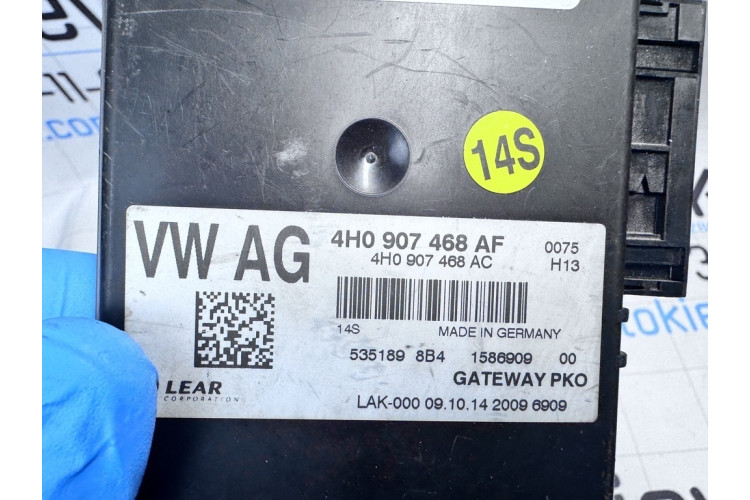 14S
VW AG
4H0 907 468 AF
0075
4H0 907 468 AC
H13
14S
MADE IN GERMANY
535189 8B4 1586909 00
GATEWAY PKO
LEAR
CORPORATION
LAK-000 09.10.14 2009 6909